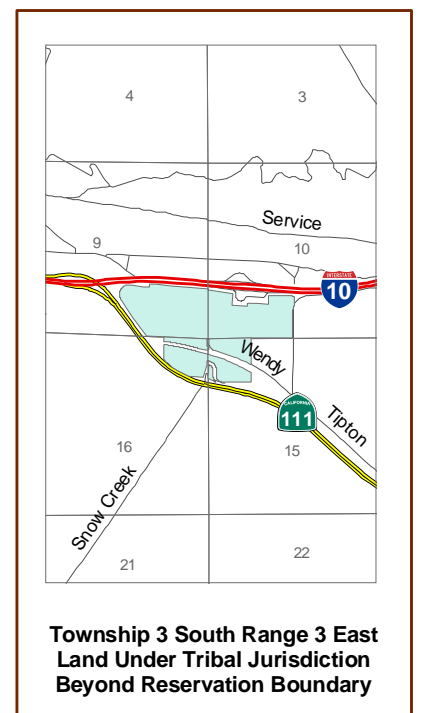 4
3
Service
9
10
INTERSTATE
10
Wendy
CALIFORNIA
111
Tipton
16
15
Snow Creek
21
22
Township 3 South Range 3 East
Land Under Tribal Jurisdiction
Beyond Reservation Boundary